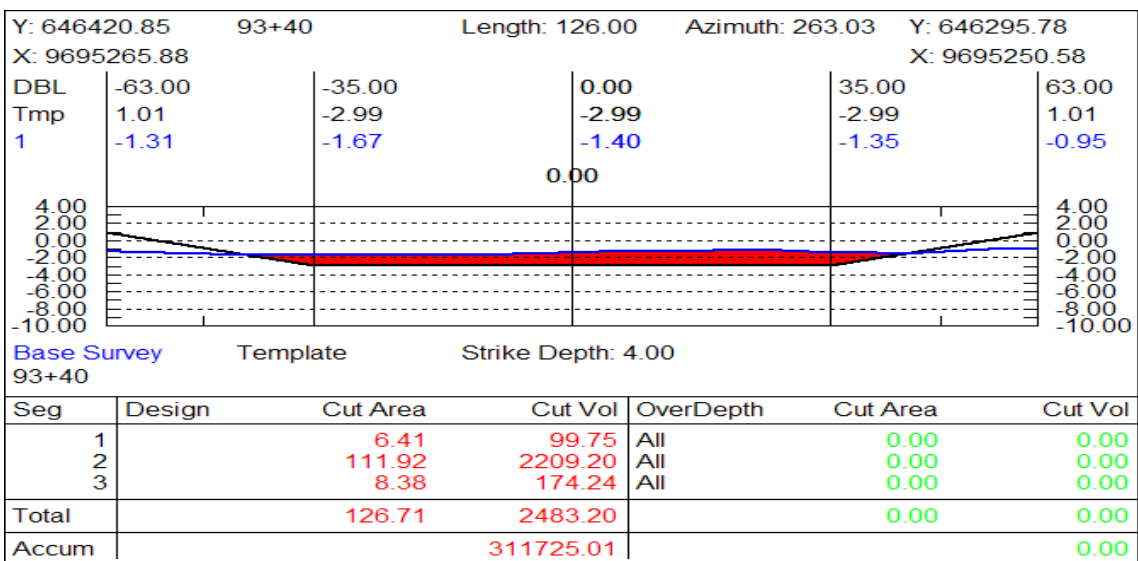 Y: 646420.85 93+40 Length: 126.00 Azimuth: 263.03 Y: 646295.78
X: 9695265.88 X: 9695250.58
DBL -63.00 -35.00 0.00 35.00 63.00
Tmp 1.01 -2.99 -2.99 -2.99 1.01
1 -1.31 -1.67 -1.40 -1.35 -0.95
0.00
4.00 4.00
2.00 2.00
0.00 0.00
-2.00 -2.00
-4.00 -4.00
-6.00 -6.00
-8.00 -8.00
-10.00 -10.00
Base Survey Template Strike Depth: 4.00
93+40
Seg Design Cut Area Cut Vol OverDepth Cut Area Cut Vol
1 6.41 99.75 All 0.00 0.00
2 111.92 2209.20 All 0.00 0.00
3 8.38 174.24 All 0.00 0.00
Total 126.71 2483.20 0.00 0.00
Accum 311725.01 0.00